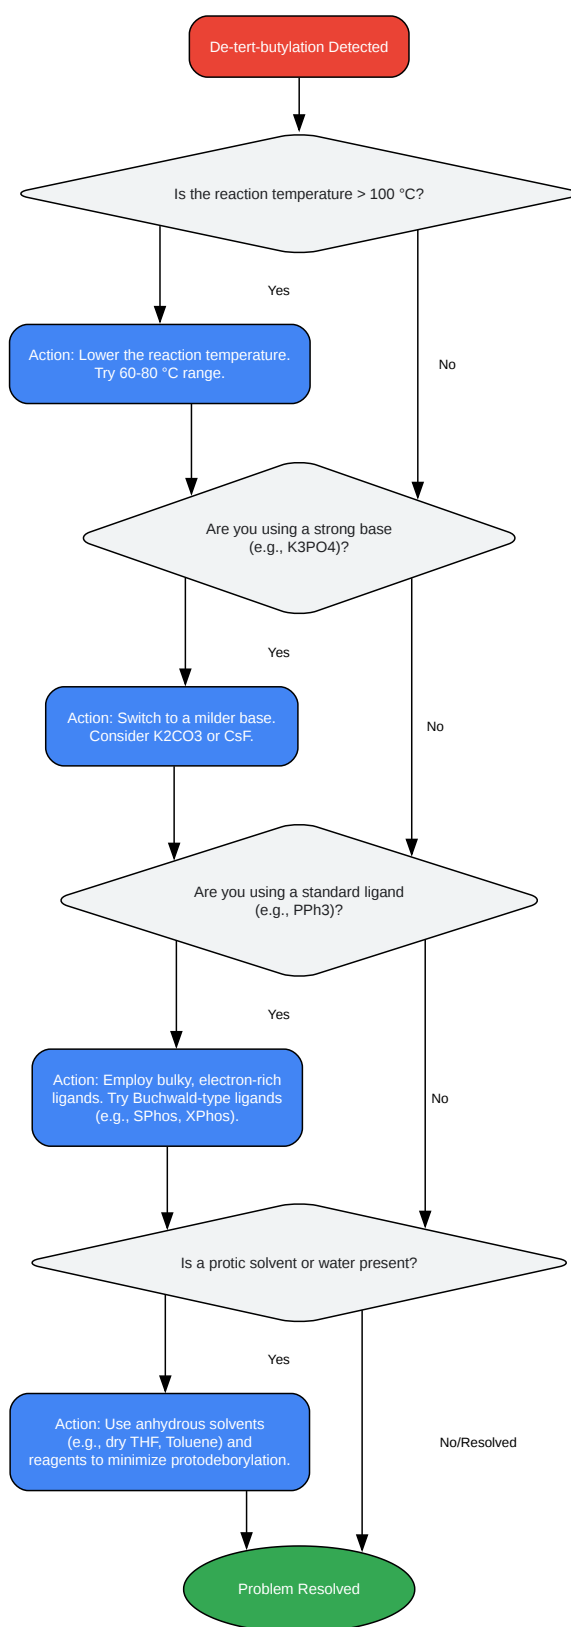 De-tert-butylation Detected
Is the reaction temperature > 100 °C?
Yes
Action: Lower the reaction temperature.
Try 60-80 °C range.
No
Are you using a strong base
(e.g., K3PO4)?
Yes
Action: Switch to a milder base.
Consider K2CO3 or CsF.
No
Are you using a standard ligand
(e.g., PPh3)?
Yes
Action: Employ bulky, electron-rich
ligands. Try Buchwald-type ligands
(e.g., SPhos, XPhos).
No
Is a protic solvent or water present?
Yes
Action: Use anhydrous solvents
(e.g., dry THF, Toluene) and
reagents to minimize protodeborylation.
No/Resolved
Problem Resolved